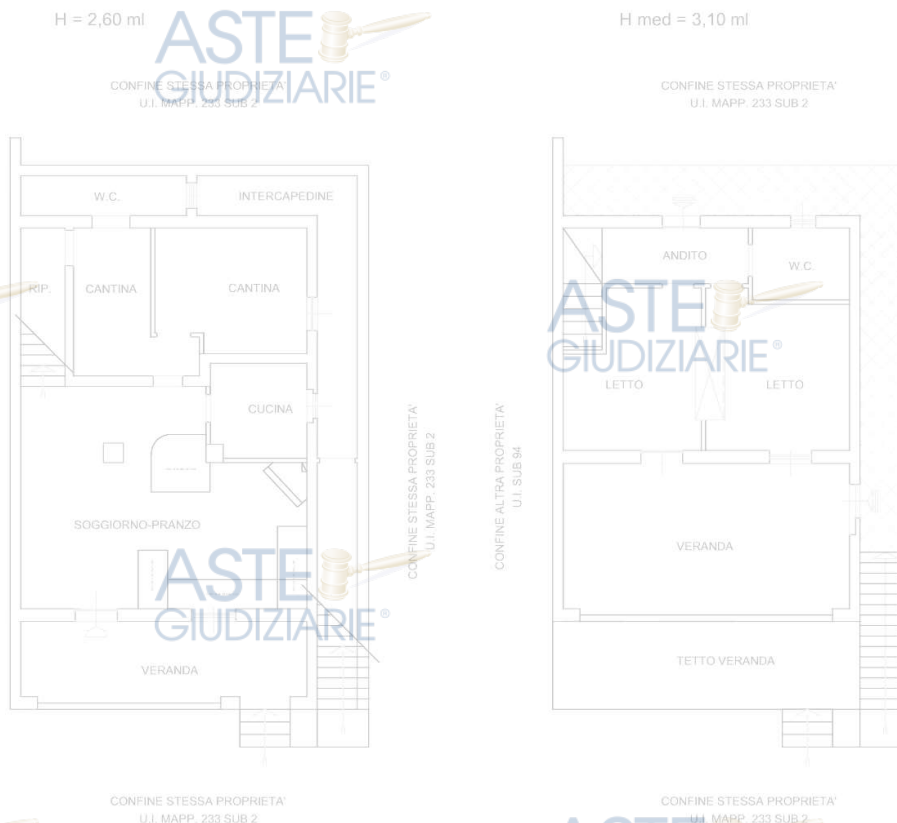 H = 2,60 ml
H med = 3,10 ml
ASTE
GIUDIZIARIE®
CONFINE STESSA PROPRIETA'
U.I. MAPP. 233 SUB 2
CONFINE STESSA PROPRIETA'
U.I. MAPP. 233 SUB 2
W.C.
INTERCAPEDINE
RIP.
CANTINA
CANTINA
CUCINA
SOGGIORNO-PRANZO
VERANDA
CONFINE STESSA PROPRIETA'
U.I. MAPP. 233 SUB 2
ASTE
GIUDIZIARIE®
CONFINE ALTRA PROPRIETA'
U.I. SUB 94
ANDITO
W.C.
ASTE
GIUDIZIARIE®
LETTO
LETTO
VERANDA
TETTO VERANDA
CONFINE STESSA PROPRIETA'
U.I. MAPP. 233 SUB 2
CONFINE STESSA PROPRIETA'
U.I. MAPP. 233 SUB 2